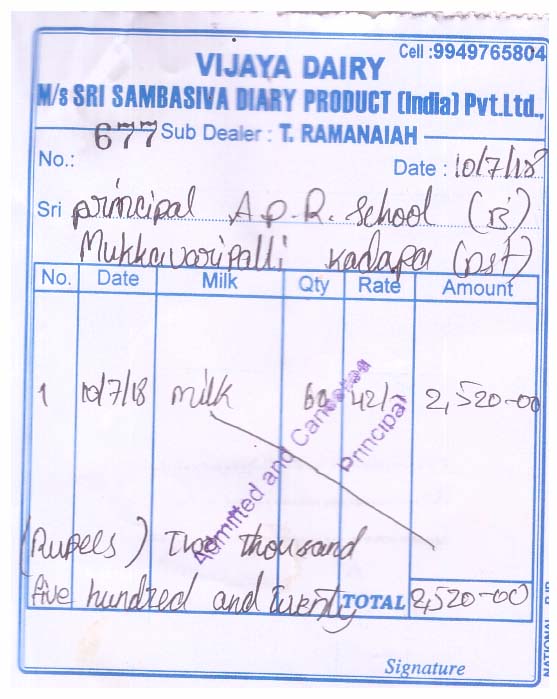 Cell :9949765804
VIJAYA DAIRY
M/s SRI SAMBASIVA DIARY PRODUCT (India) Pvt.Ltd.,
677 Sub Dealer : T. RAMANAIAH
No.: Date : 10/7/18
Sri principal A.P.R. School (B)
Mukkavaripalli Kadapa (Dst)
No. Date Milk Qty Rate Amount
1 10/7/18 milk 60 42/- 2,520-00
Admitted and Cancelled
Principal
(Rupees) Two thousand
five hundred and Twenty TOTAL 2,520-00
Signature